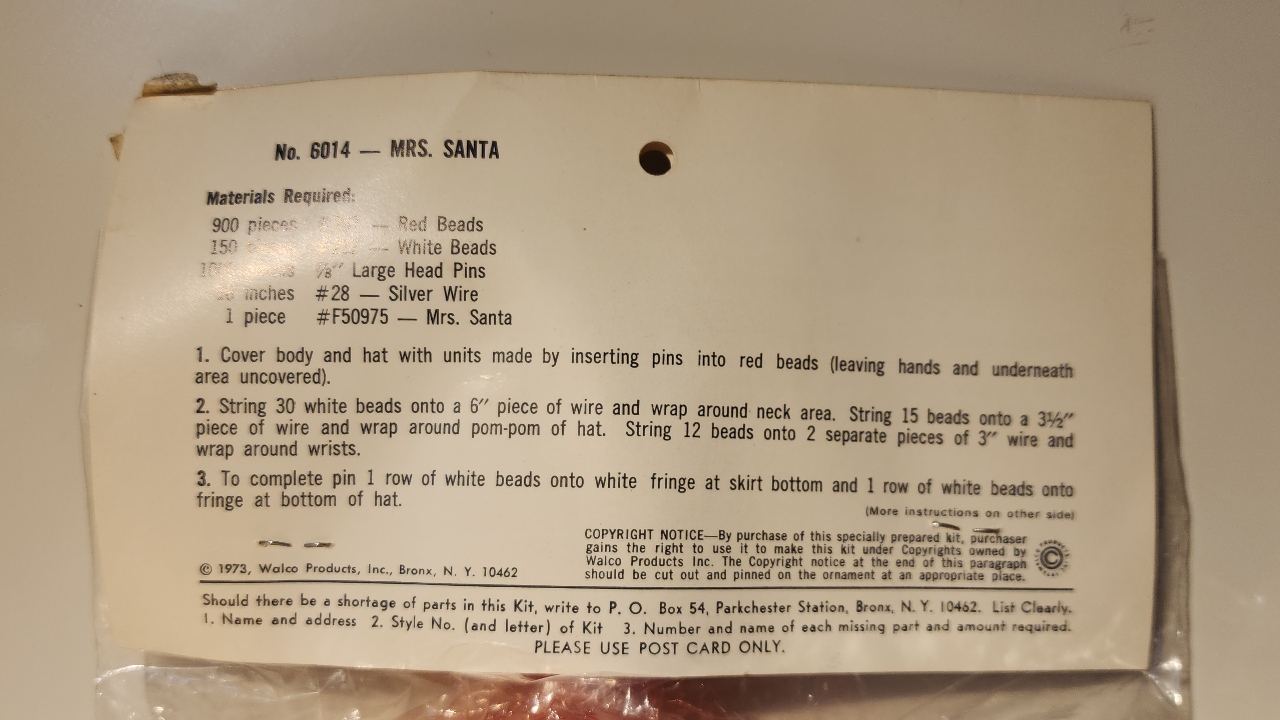 No. 6014 — MRS. SANTA
Materials Required:
900 pieces — Red Beads
150 — White Beads
⅞″ Large Head Pins
inches #28 — Silver Wire
1 piece #F50975 — Mrs. Santa
1. Cover body and hat with units made by inserting pins into red beads (leaving hands and underneath
area uncovered).
2. String 30 white beads onto a 6″ piece of wire and wrap around neck area. String 15 beads onto a 3½″
piece of wire and wrap around pom-pom of hat. String 12 beads onto 2 separate pieces of 3″ wire and
wrap around wrists.
3. To complete pin 1 row of white beads onto white fringe at skirt bottom and 1 row of white beads onto
fringe at bottom of hat.
(More instructions on other side)
COPYRIGHT NOTICE—By purchase of this specially prepared kit, purchaser
gains the right to use it to make this kit under Copyrights owned by
Walco Products Inc. The Copyright notice at the end of this paragraph
should be cut out and pinned on the ornament at an appropriate place.
©
© 1973, Walco Products, Inc., Bronx, N. Y. 10462
Should there be a shortage of parts in this Kit, write to P. O. Box 54, Parkchester Station, Bronx, N. Y. 10462. List Clearly.
1. Name and address 2. Style No. (and letter) of Kit 3. Number and name of each missing part and amount required.
PLEASE USE POST CARD ONLY.